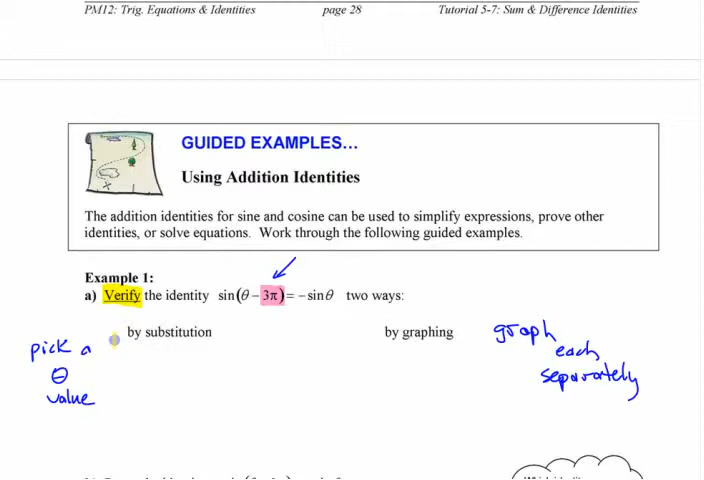 PM12: Trig. Equations & Identities page 28 Tutorial 5-7: Sum & Difference Identities
GUIDED EXAMPLES…
Using Addition Identities
The addition identities for sine and cosine can be used to simplify expressions, prove other
identities, or solve equations. Work through the following guided examples.
Example 1:
a) Verify the identity sin(θ − 3π) = − sin θ two ways:
by substitution by graphing
pick a
θ
value
graph
each
separately